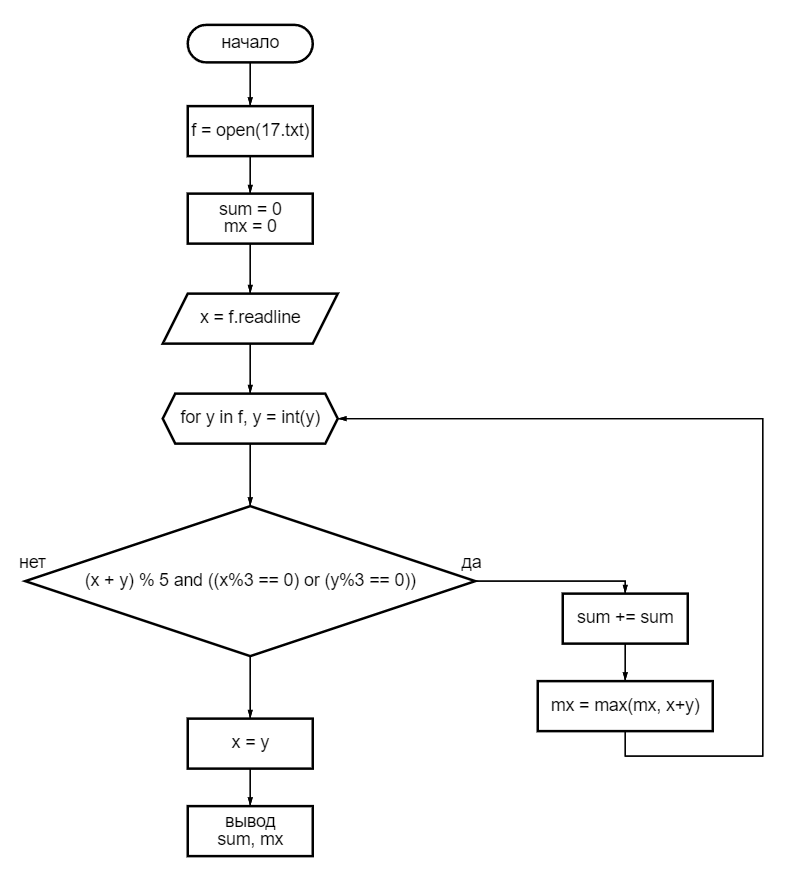 начало
f = open(17.txt)
sum = 0
mx = 0
x = f.readline
for y in f, y = int(y)
нет
да
(x + y) % 5 and ((x%3 == 0) or (y%3 == 0))
sum += sum
mx = max(mx, x+y)
x = y
вывод
sum, mx